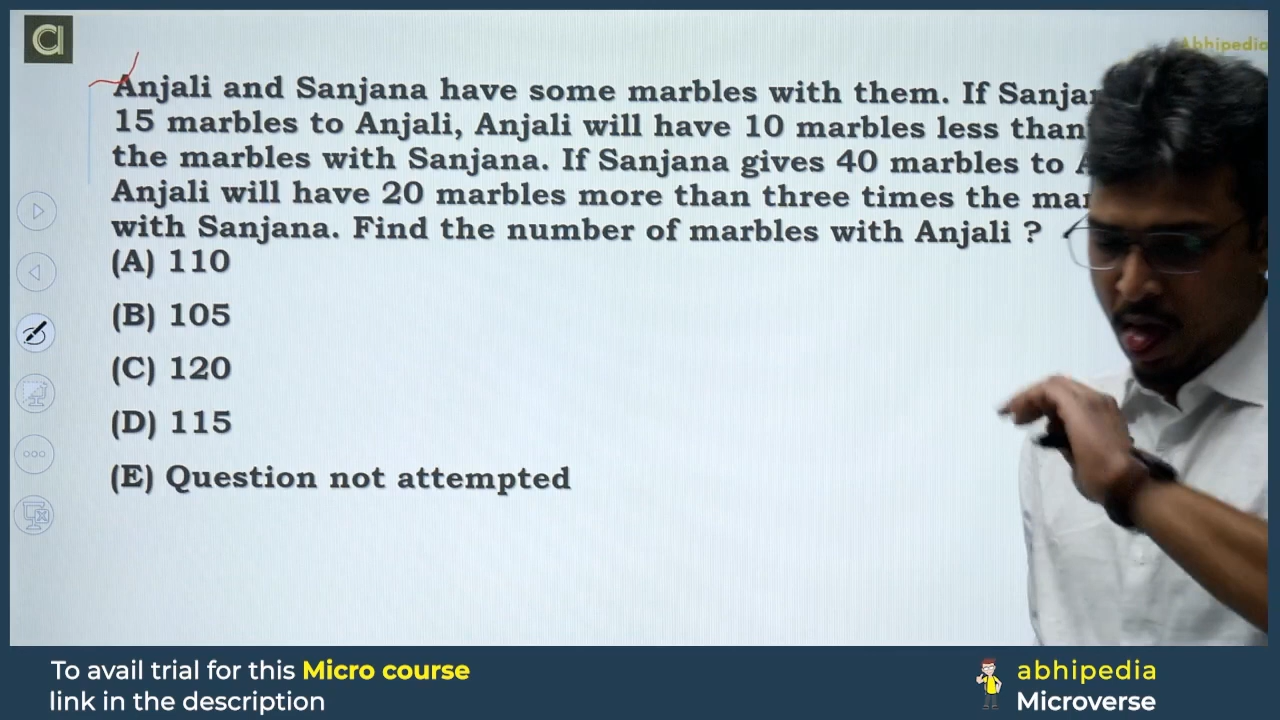 a
Abhipedia
Anjali and Sanjana have some marbles with them. If
15 marbles to Anjali, Anjali will have 10 marbles less than
the marbles with Sanjana. If Sanjana gives 40 marbles to
Anjali will have 20 marbles more than three times the
with Sanjana. Find the number of marbles with Anjali ?
(A) 110
(B) 105
(C) 120
(D) 115
(E) Question not attempted
To avail trial for this Micro course
link in the description
abhipedia
Microverse